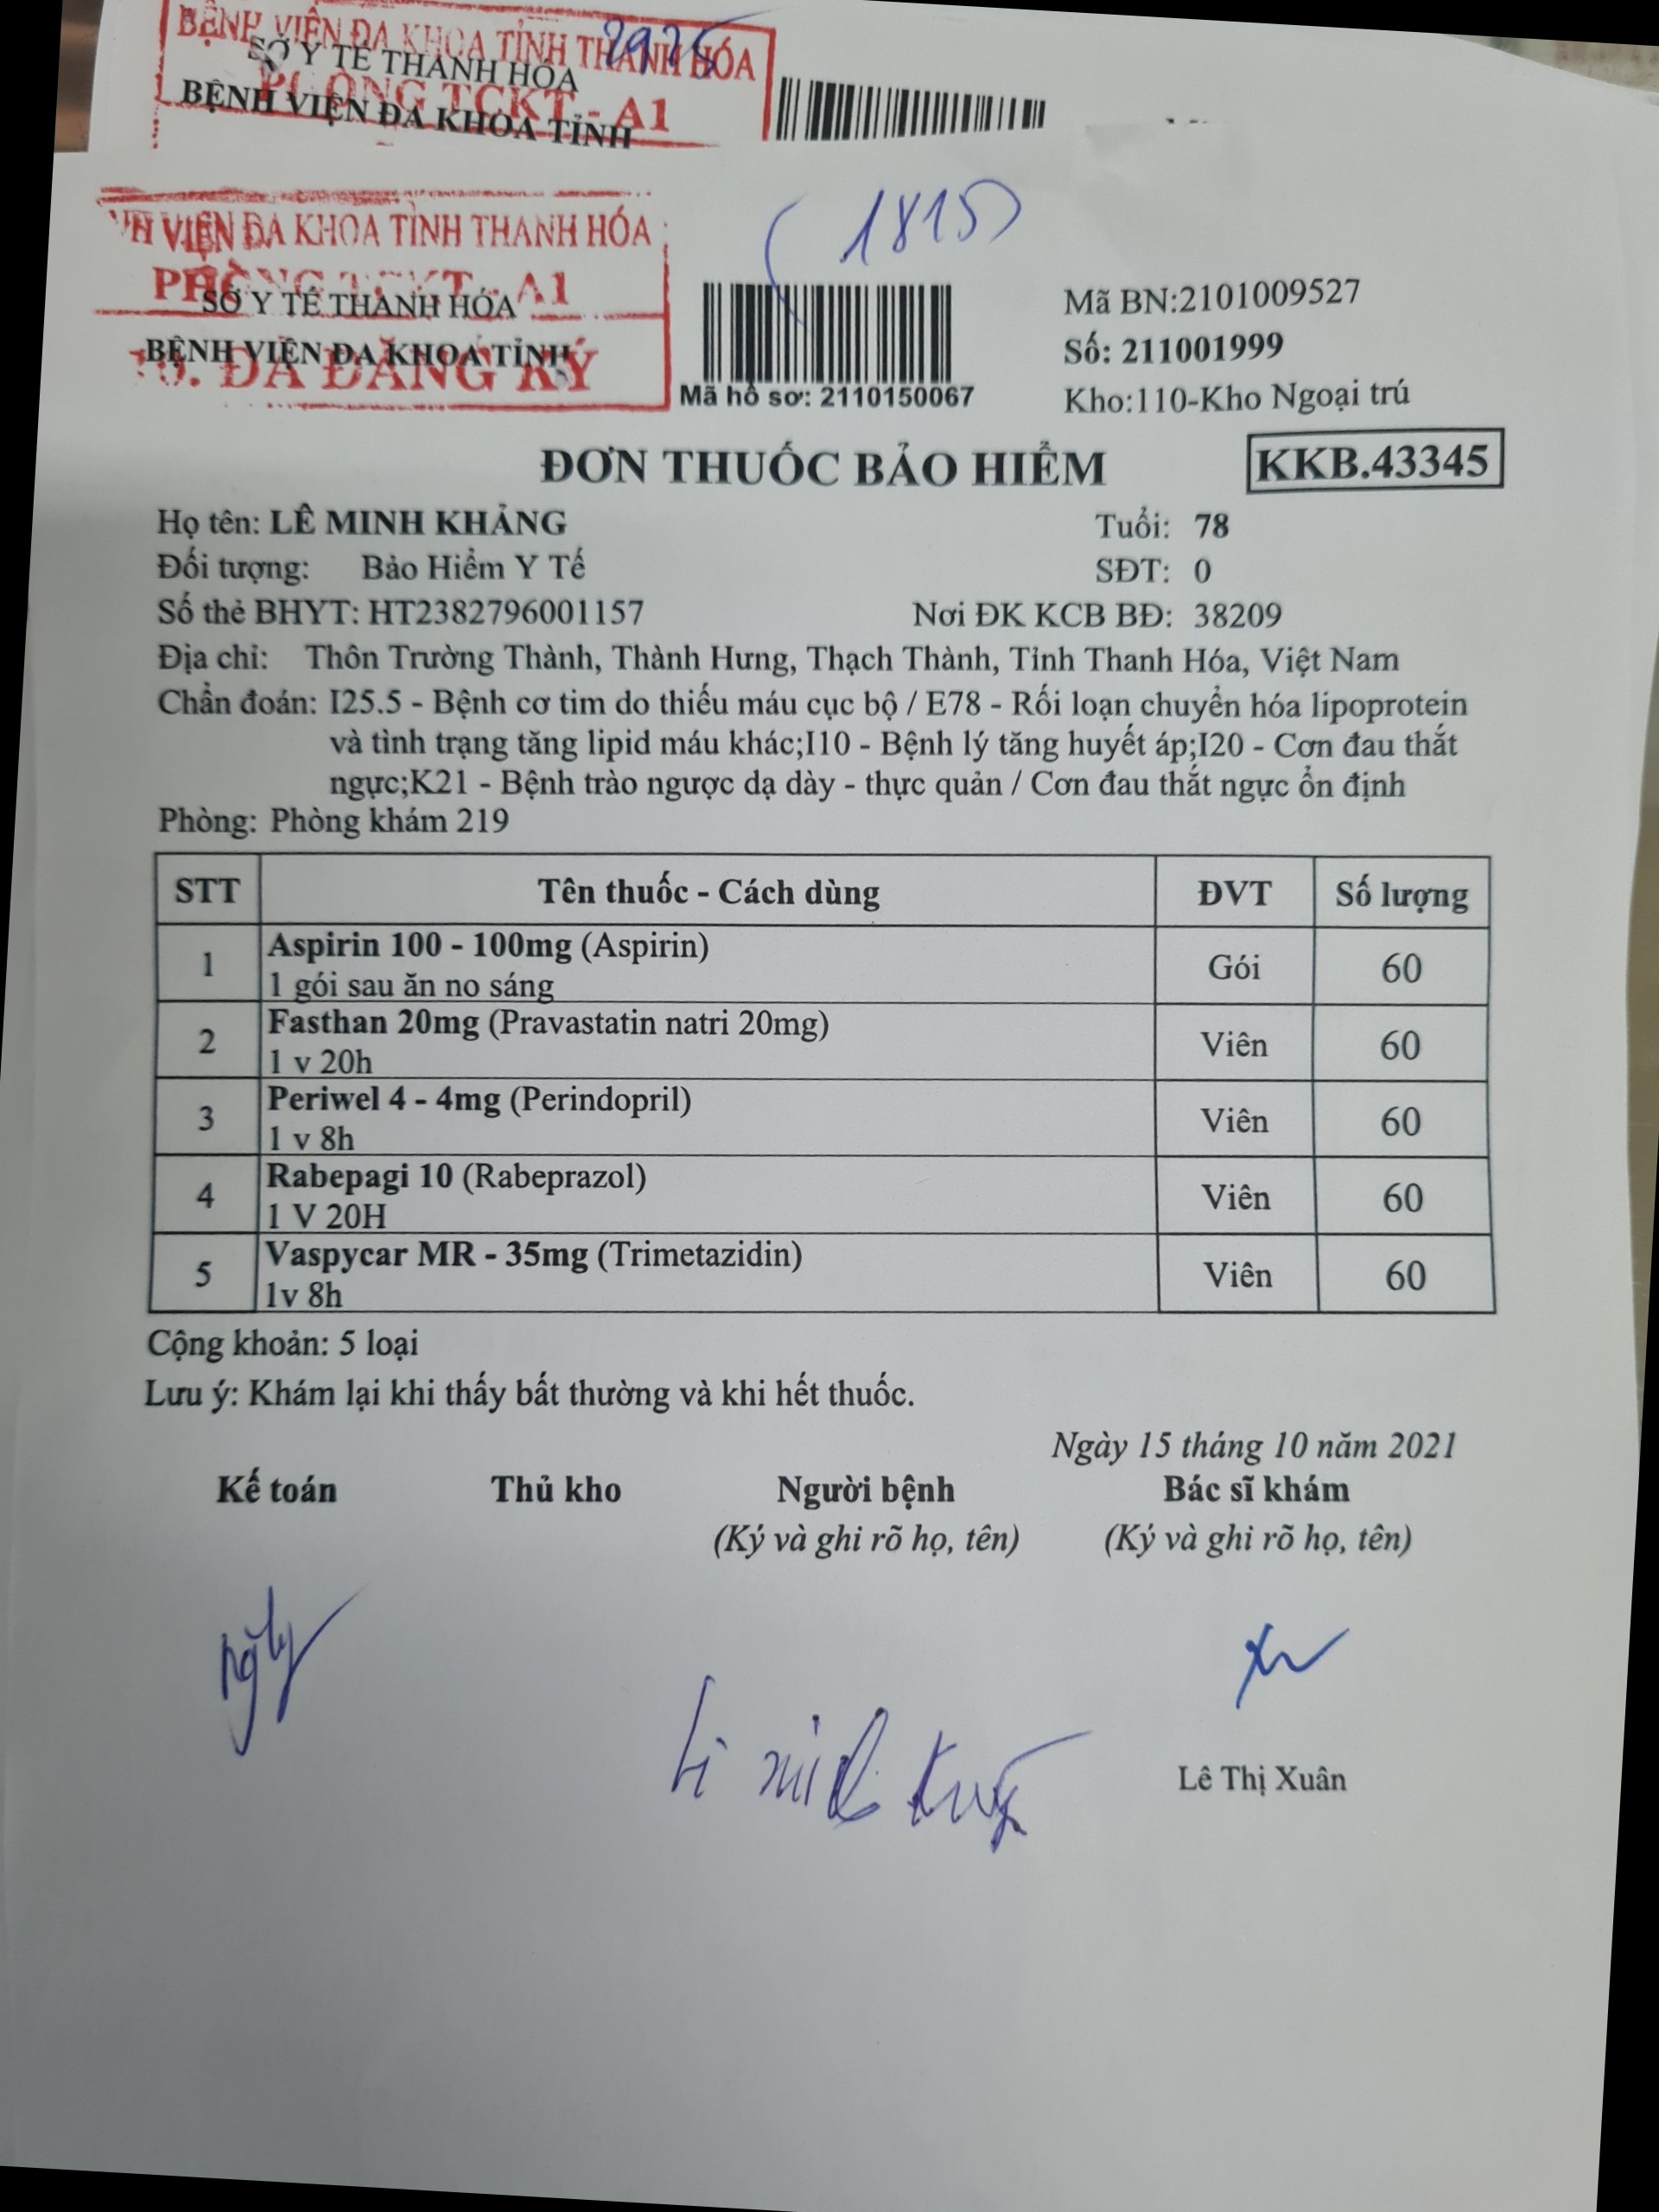 BỆNH VIỆN ĐA KHOA TỈNH THANH HÓA
2975
SỞ Y TẾ THANH HÓA
PHÒNG TCKT - A1
BỆNH VIỆN ĐA KHOA TỈNH
(1815)
NH VIỆN ĐA KHOA TỈNH THANH HÓA
PHÒNG TCKT - A1
SỞ Y TẾ THANH HÓA
BỆNH VIỆN ĐA KHOA TỈNH
ĐÃ ĐĂNG KÝ
Mã hồ sơ: 2110150067
Mã BN:2101009527
Số: 211001999
Kho:110-Kho Ngoại trú
ĐƠN THUỐC BẢO HIỂM
KKB.43345
Họ tên: LÊ MINH KHẢNG Tuổi: 78
Đối tượng: Bảo Hiểm Y Tế SĐT: 0
Số thẻ BHYT: HT2382796001157 Nơi ĐK KCB BĐ: 38209
Địa chỉ: Thôn Trường Thành, Thành Hưng, Thạch Thành, Tỉnh Thanh Hóa, Việt Nam
Chẩn đoán: I25.5 - Bệnh cơ tim do thiếu máu cục bộ / E78 - Rối loạn chuyển hóa lipoprotein
và tình trạng tăng lipid máu khác;I10 - Bệnh lý tăng huyết áp;I20 - Cơn đau thắt
ngực;K21 - Bệnh trào ngược dạ dày - thực quản / Cơn đau thắt ngực ổn định
Phòng: Phòng khám 219
STT Tên thuốc - Cách dùng ĐVT Số lượng
1 Aspirin 100 - 100mg (Aspirin) Gói 60
1 gói sau ăn no sáng
2 Fasthan 20mg (Pravastatin natri 20mg) Viên 60
1 v 20h
3 Periwel 4 - 4mg (Perindopril) Viên 60
1 v 8h
4 Rabepagi 10 (Rabeprazol) Viên 60
1 V 20H
5 Vaspycar MR - 35mg (Trimetazidin) Viên 60
1v 8h
Cộng khoản: 5 loại
Lưu ý: Khám lại khi thấy bất thường và khi hết thuốc.
Ngày 15 tháng 10 năm 2021
Kế toán Thủ kho Người bệnh Bác sĩ khám
(Ký và ghi rõ họ, tên) (Ký và ghi rõ họ, tên)
Lê Thị Xuân